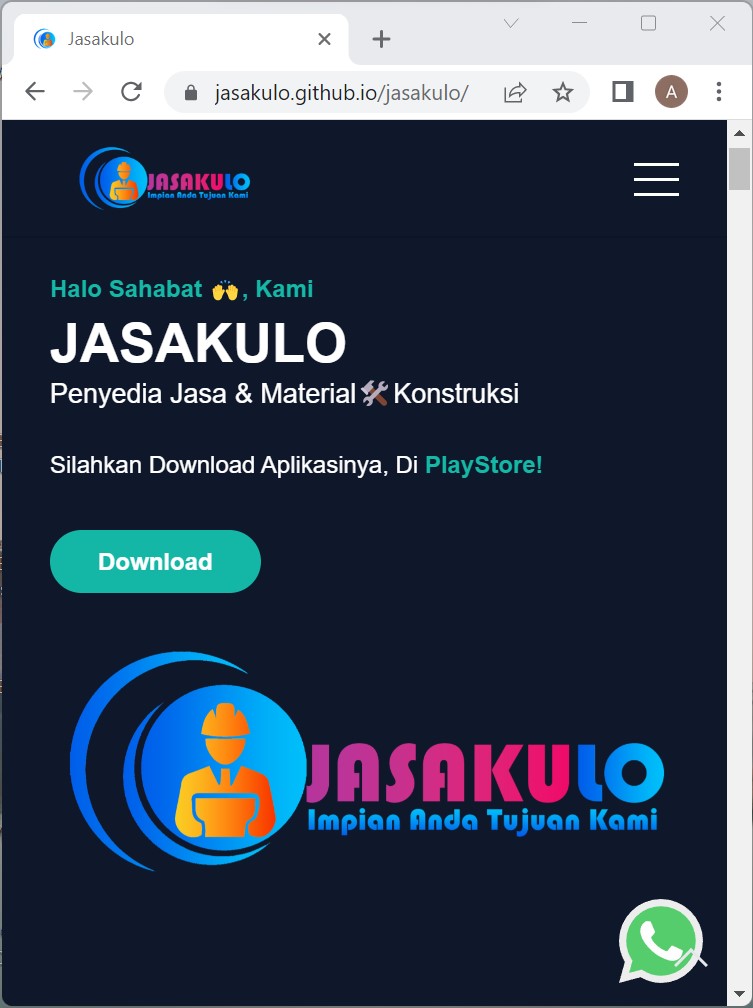 Jasakulo
jasakulo.github.io/jasakulo/
A
JASAKULO
Impian Anda Tujuan Kami
Halo Sahabat 🙌, Kami
JASAKULO
Penyedia Jasa & Material🛠Konstruksi
Silahkan Download Aplikasinya, Di PlayStore!
Download
JASAKULO
Impian Anda Tujuan Kami